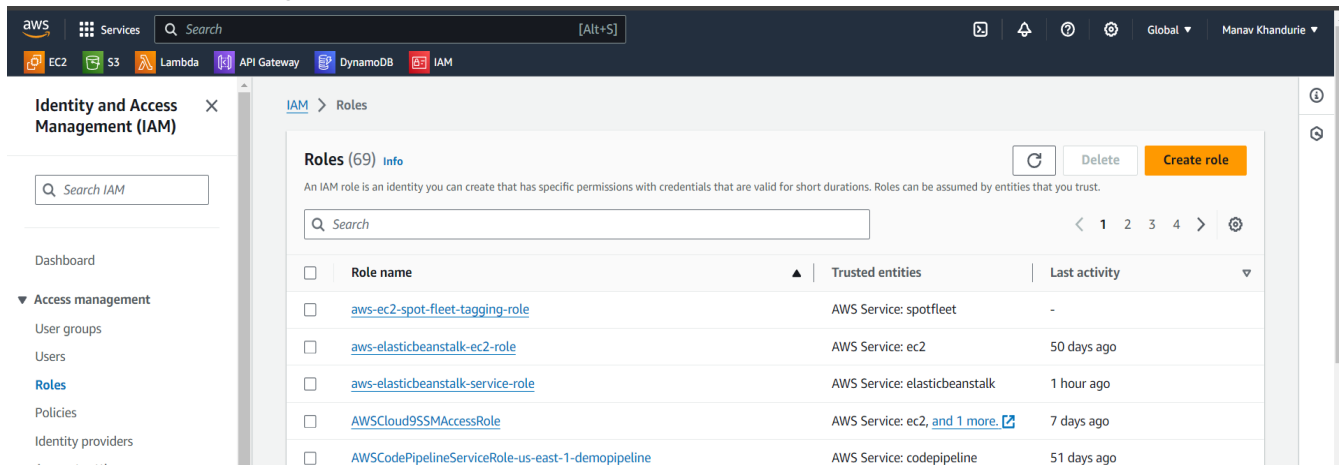 aws Services Search [Alt+S] Global Manav Khandurie
EC2 S3 Lambda API Gateway DynamoDB IAM
Identity and Access
Management (IAM)
Search IAM
Dashboard
Access management
User groups
Users
Roles
Policies
Identity providers
IAM > Roles
Roles (69) Info Delete Create role
An IAM role is an identity you can create that has specific permissions with credentials that are valid for short durations. Roles can be assumed by entities that you trust.
Search 1 2 3 4
Role name Trusted entities Last activity
aws-ec2-spot-fleet-tagging-role AWS Service: spotfleet -
aws-elasticbeanstalk-ec2-role AWS Service: ec2 50 days ago
aws-elasticbeanstalk-service-role AWS Service: elasticbeanstalk 1 hour ago
AWSCloud9SSMAccessRole AWS Service: ec2, and 1 more. 7 days ago
AWSCodePipelineServiceRole-us-east-1-demopipeline AWS Service: codepipeline 51 days ago